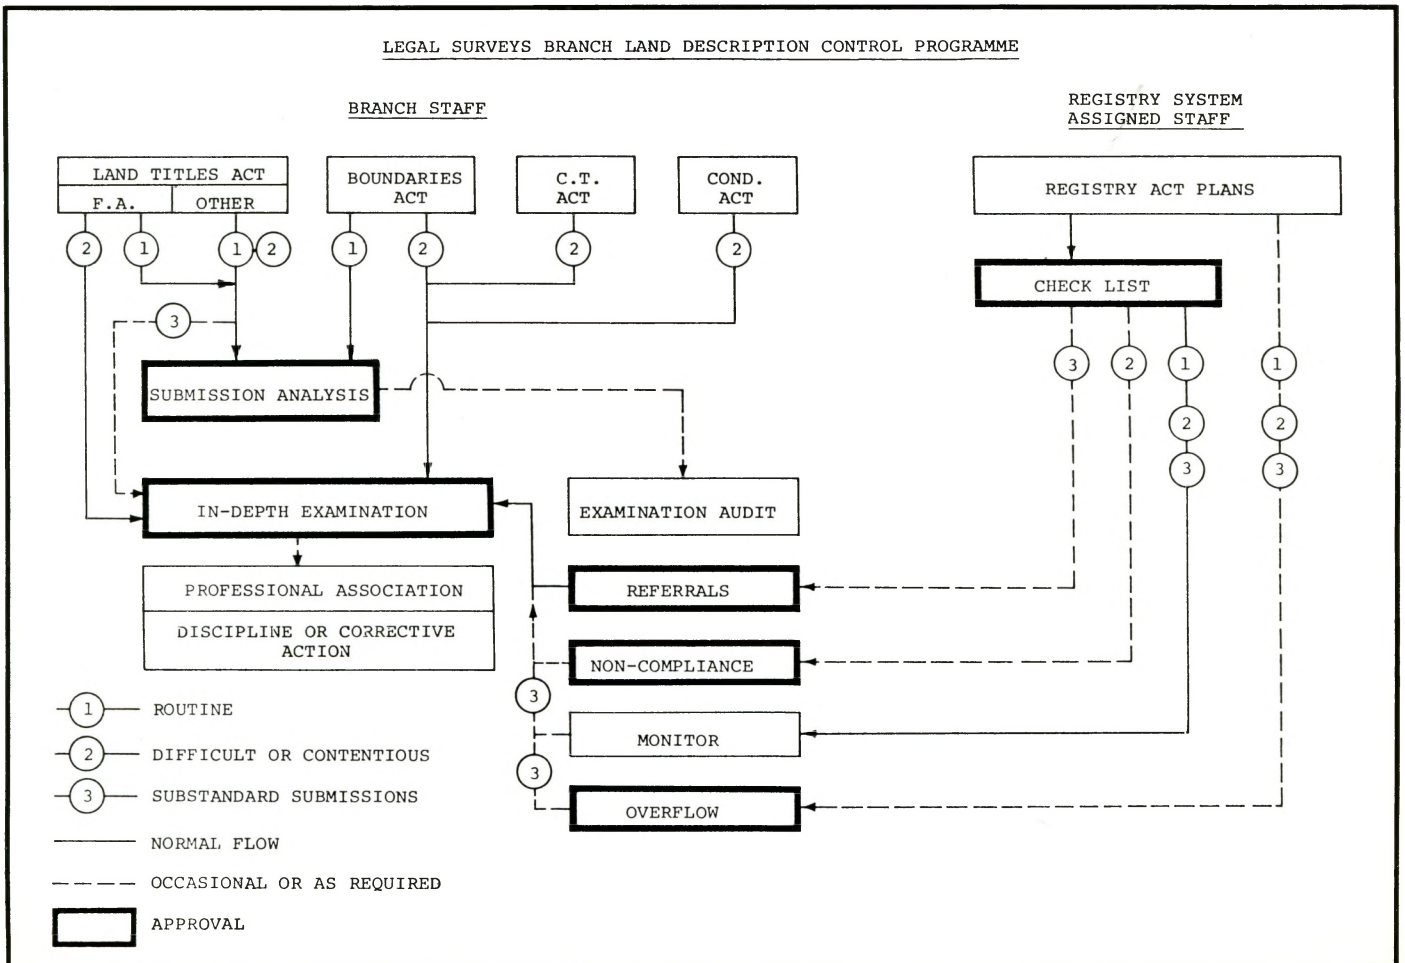 LEGAL SURVEYS BRANCH LAND DESCRIPTION CONTROL PROGRAMME
BRANCH STAFF
REGISTRY SYSTEM
ASSIGNED STAFF
LAND TITLES ACT
F.A.
OTHER
BOUNDARIES
ACT
C.T.
ACT
COND.
ACT
REGISTRY ACT PLANS
2
1
1
2
1
2
2
2
CHECK LIST
3
3
2
1
1
SUBMISSION ANALYSIS
2
2
3
3
IN-DEPTH EXAMINATION
EXAMINATION AUDIT
PROFESSIONAL ASSOCIATION
REFERRALS
DISCIPLINE OR CORRECTIVE
ACTION
NON-COMPLIANCE
3
MONITOR
3
OVERFLOW
1 ROUTINE
2 DIFFICULT OR CONTENTIOUS
3 SUBSTANDARD SUBMISSIONS
NORMAL FLOW
OCCASIONAL OR AS REQUIRED
APPROVAL